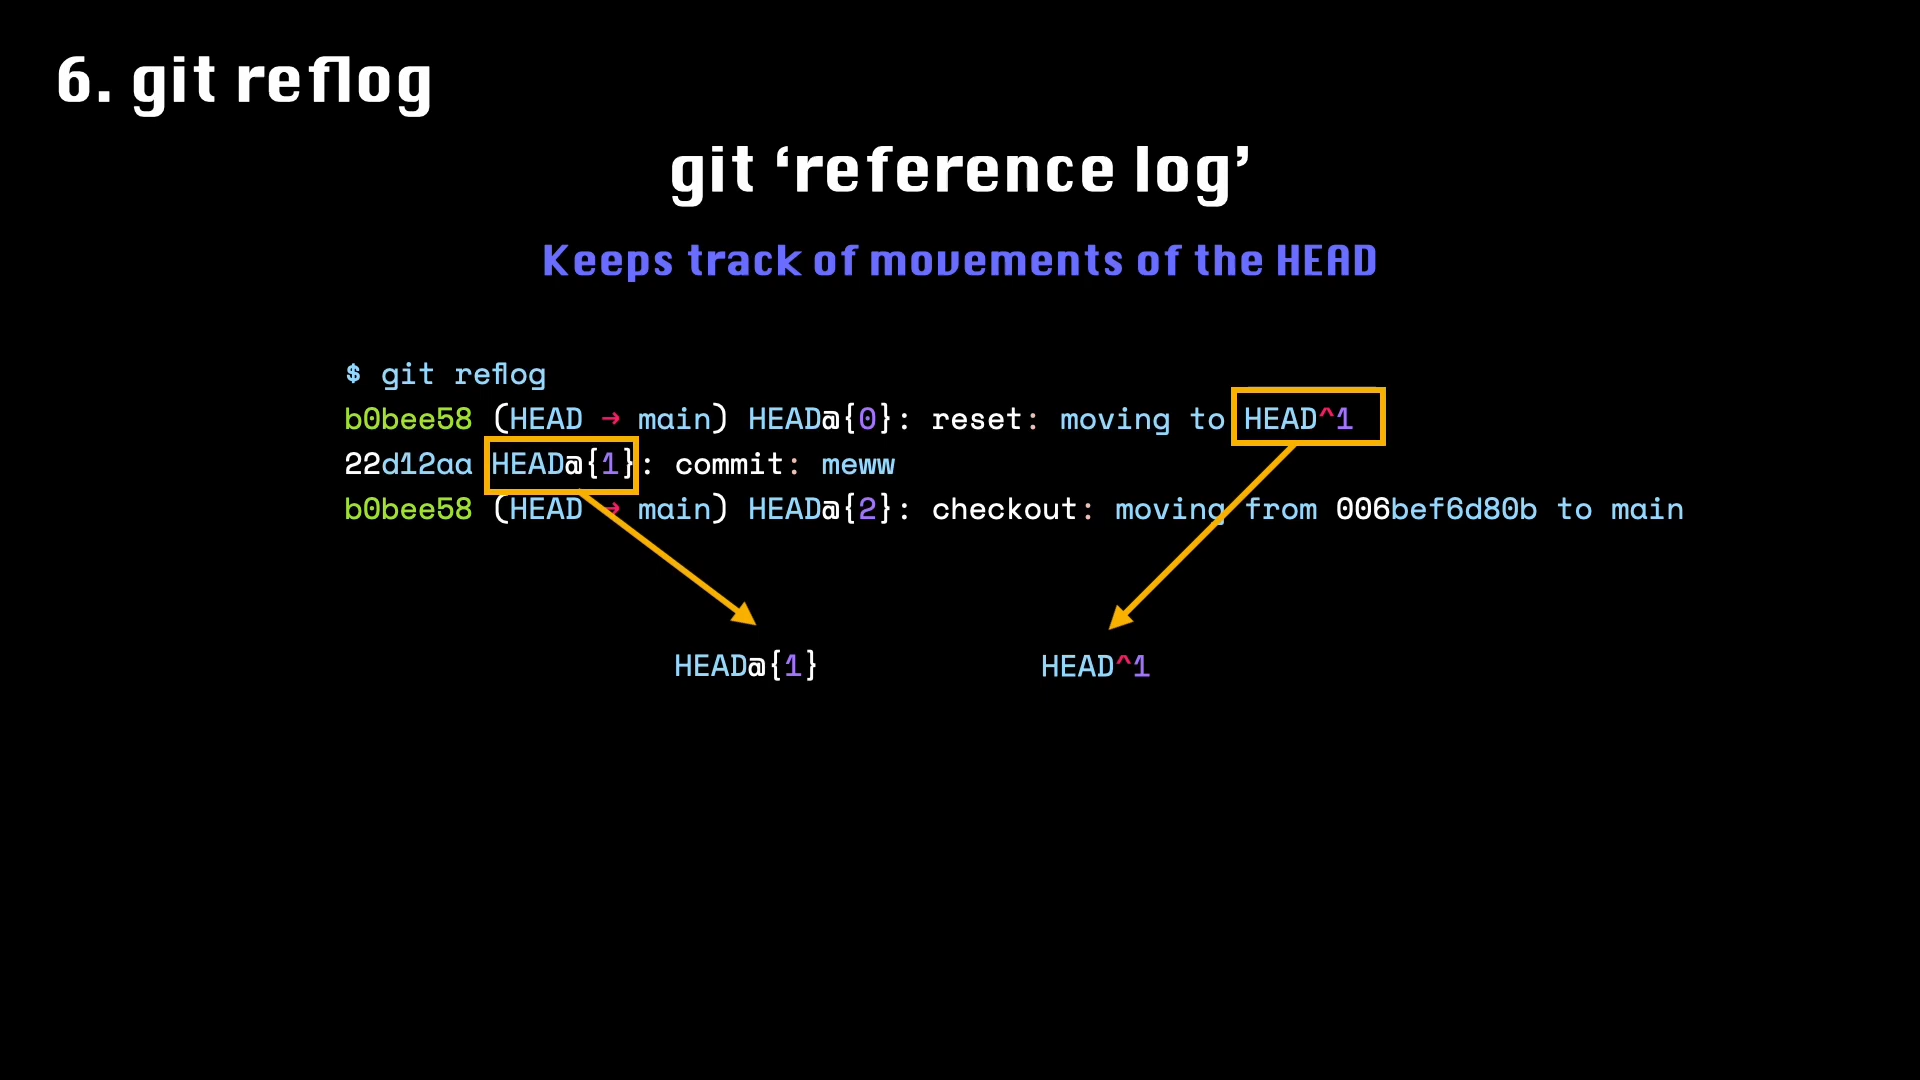 6. git reflog
git ‘reference log’
Keeps track of movements of the HEAD
$ git reflog
b0bee58 (HEAD → main) HEAD@{0}: reset: moving to HEAD^1
22d12aa HEAD@{1}: commit: meww
b0bee58 (HEAD → main) HEAD@{2}: checkout: moving from 006bef6d80b to main
HEAD@{1} HEAD^1